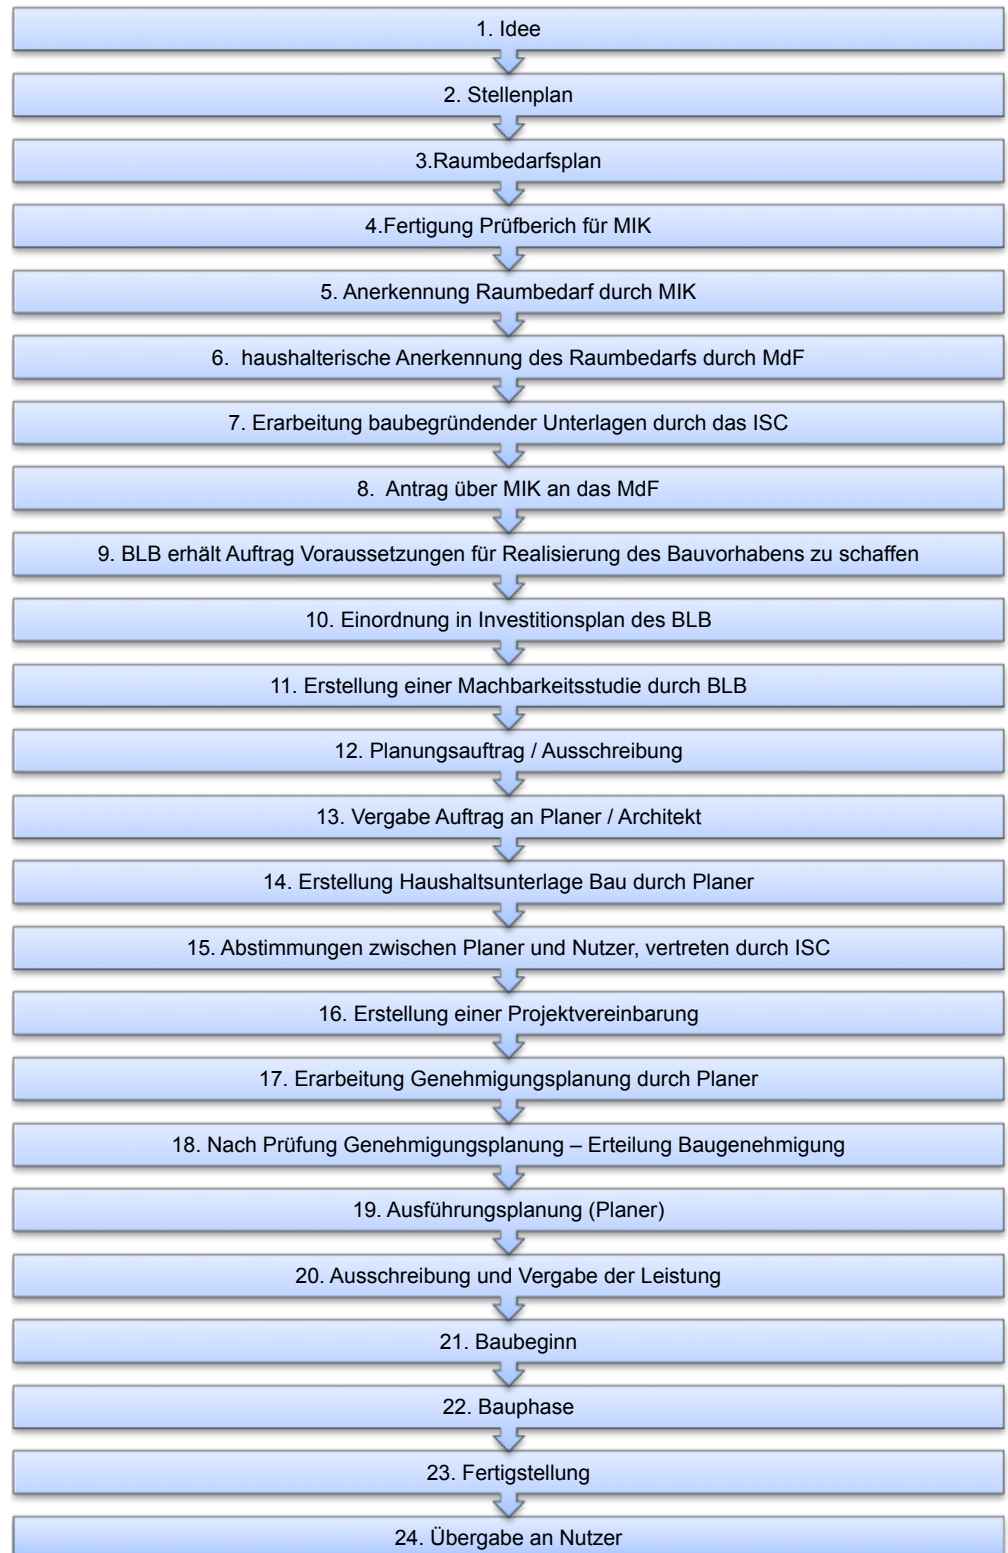 1. Idee
2. Stellenplan
3.Raumbedarfsplan
4.Fertigung Prüfberich für MIK
5. Anerkennung Raumbedarf durch MIK
6. haushalterische Anerkennung des Raumbedarfs durch MdF
7. Erarbeitung baubegründender Unterlagen durch das ISC
8. Antrag über MIK an das MdF
9. BLB erhält Auftrag Voraussetzungen für Realisierung des Bauvorhabens zu schaffen
10. Einordnung in Investitionsplan des BLB
11. Erstellung einer Machbarkeitsstudie durch BLB
12. Planungsauftrag / Ausschreibung
13. Vergabe Auftrag an Planer / Architekt
14. Erstellung Haushaltsunterlage Bau durch Planer
15. Abstimmungen zwischen Planer und Nutzer, vertreten durch ISC
16. Erstellung einer Projektvereinbarung
17. Erarbeitung Genehmigungsplanung durch Planer
18. Nach Prüfung Genehmigungsplanung – Erteilung Baugenehmigung
19. Ausführungsplanung (Planer)
20. Ausschreibung und Vergabe der Leistung
21. Baubeginn
22. Bauphase
23. Fertigstellung
24. Übergabe an Nutzer